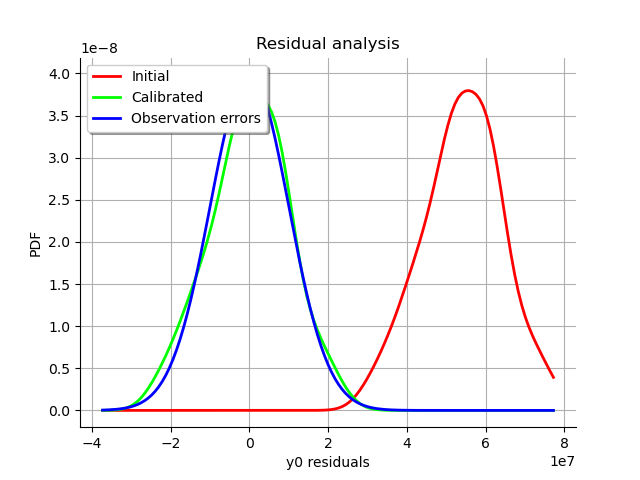 Residual analysis
1e−8
Initial
Calibrated
Observation errors
4.0
3.5
3.0
2.5
2.0
1.5
1.0
0.5
0.0
PDF
−4 −2 0 2 4 6 8
1e7
y0 residuals